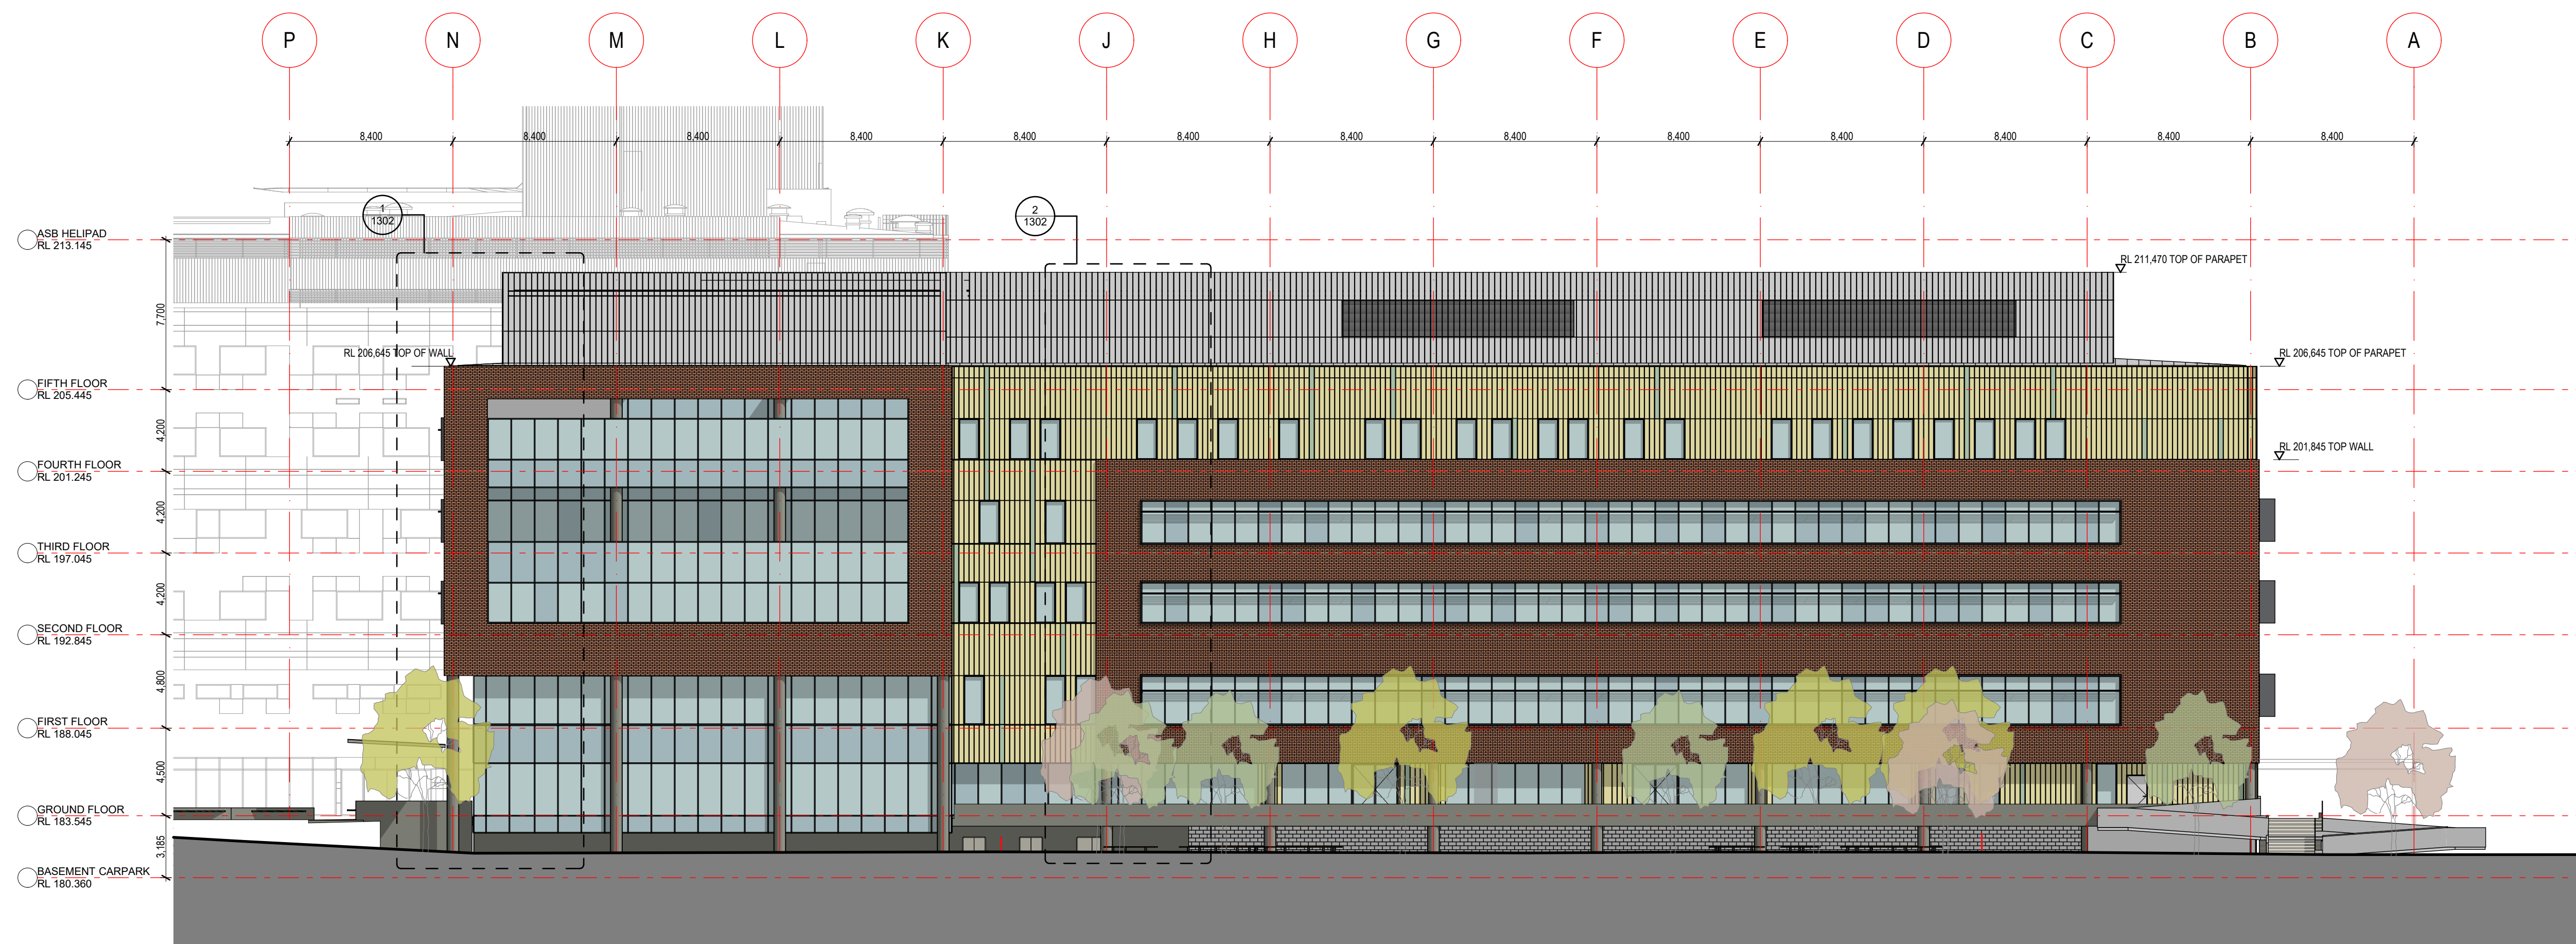 P N M L K J H G F E D C B A
8,400 8,400 8,400 8,400 8,400 8,400 8,400 8,400 8,400 8,400 8,400 8,400 8,400
1
1302
2
1302
ASB HELIPAD
RL 213.145
RL 211,470 TOP OF PARAPET
7,700
RL 206,645 TOP OF WALL
RL 206,645 TOP OF PARAPET
FIFTH FLOOR
RL 205.445
4,200
RL 201,845 TOP WALL
FOURTH FLOOR
RL 201.245
4,200
THIRD FLOOR
RL 197.045
4,200
SECOND FLOOR
RL 192.845
4,800
FIRST FLOOR
RL 188.045
4,500
GROUND FLOOR
RL 183.545
3,185
BASEMENT CARPARK
RL 180.360